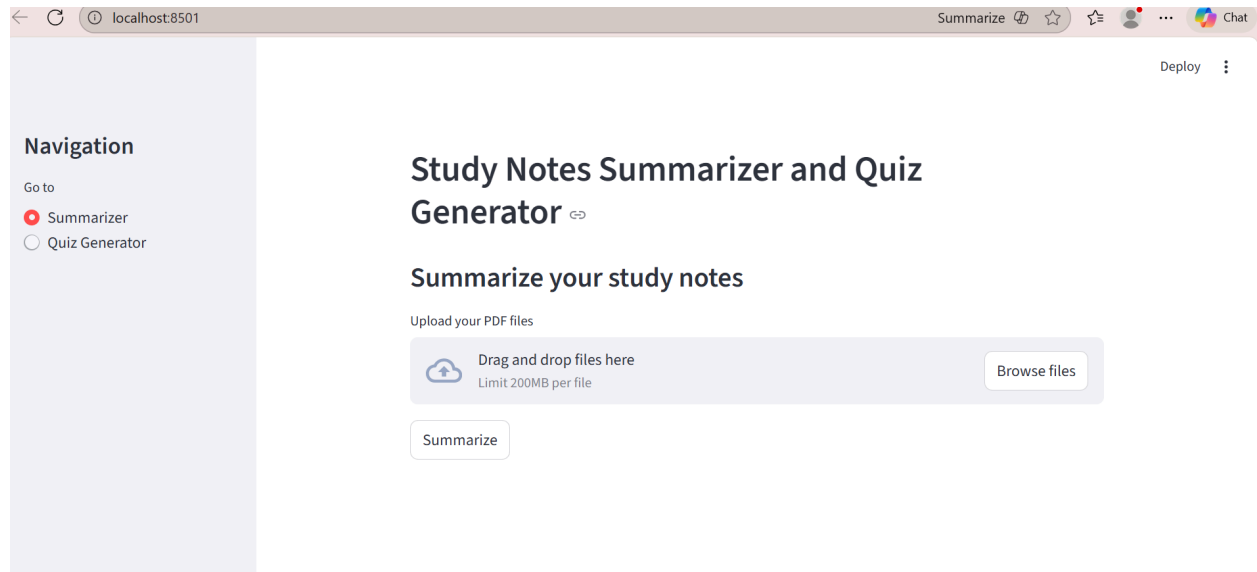 localhost:8501
Summarize
Chat
Deploy
Navigation
Go to
Summarizer
Quiz Generator
Study Notes Summarizer and Quiz
Generator
Summarize your study notes
Upload your PDF files
Drag and drop files here
Limit 200MB per file
Browse files
Summarize